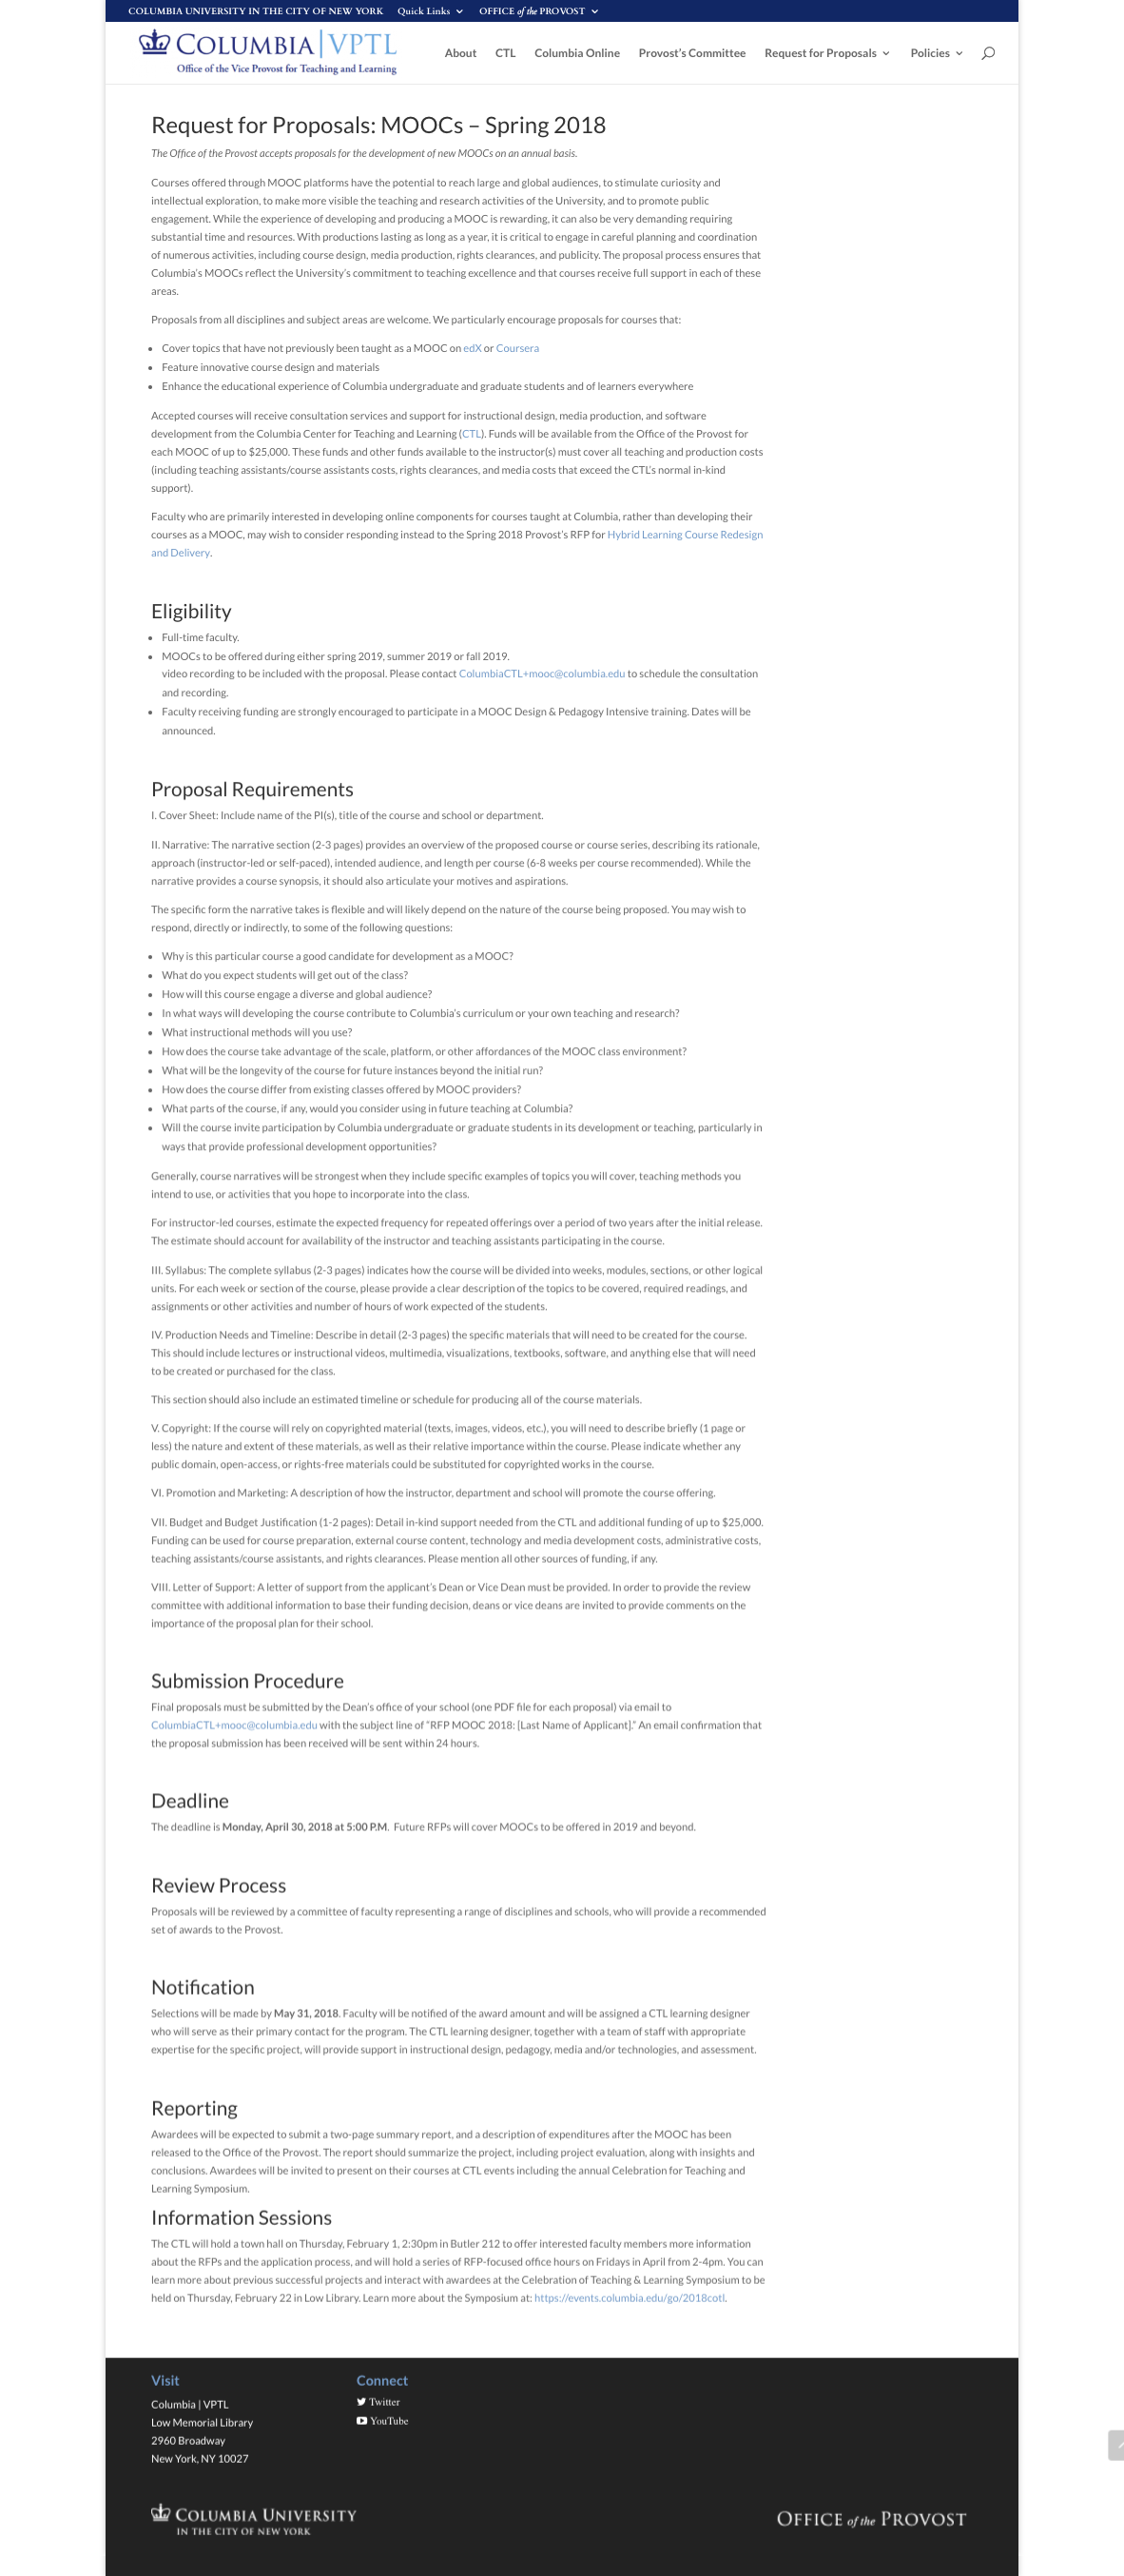 COLUMBIA UNIVERSITY IN THE CITY OF NEW YORK Quick Links OFFICE of the PROVOST
COLUMBIA | VPTL
Office of the Vice Provost for Teaching and Learning
About CTL Columbia Online Provost’s Committee Request for Proposals Policies
Request for Proposals: MOOCs – Spring 2018
The Office of the Provost accepts proposals for the development of new MOOCs on an annual basis.
Courses offered through MOOC platforms have the potential to reach large and global audiences, to stimulate curiosity and
intellectual exploration, to make more visible the teaching and research activities of the University, and to promote public
engagement. While the experience of developing and producing a MOOC is rewarding, it can also be very demanding requiring
substantial time and resources. With productions lasting as long as a year, it is critical to engage in careful planning and coordination
of numerous activities, including course design, media production, rights clearances, and publicity. The proposal process ensures that
Columbia’s MOOCs reflect the University’s commitment to teaching excellence and that courses receive full support in each of these
areas.
Proposals from all disciplines and subject areas are welcome. We particularly encourage proposals for courses that:
• Cover topics that have not previously been taught as a MOOC on edX or Coursera
• Feature innovative course design and materials
• Enhance the educational experience of Columbia undergraduate and graduate students and of learners everywhere
Accepted courses will receive consultation services and support for instructional design, media production, and software
development from the Columbia Center for Teaching and Learning (CTL). Funds will be available from the Office of the Provost for
each MOOC of up to $25,000. These funds and other funds available to the instructor(s) must cover all teaching and production costs
(including teaching assistants/course assistants costs, rights clearances, and media costs that exceed the CTL’s normal in-kind
support).
Faculty who are primarily interested in developing online components for courses taught at Columbia, rather than developing their
courses as a MOOC, may wish to consider responding instead to the Spring 2018 Provost’s RFP for Hybrid Learning Course Redesign
and Delivery.
Eligibility
• Full-time faculty.
• MOOCs to be offered during either spring 2019, summer 2019 or fall 2019.
video recording to be included with the proposal. Please contact ColumbiaCTL+mooc@columbia.edu to schedule the consultation
and recording.
• Faculty receiving funding are strongly encouraged to participate in a MOOC Design & Pedagogy Intensive training. Dates will be
announced.
Proposal Requirements
I. Cover Sheet: Include name of the PI(s), title of the course and school or department.
II. Narrative: The narrative section (2-3 pages) provides an overview of the proposed course or course series, describing its rationale,
approach (instructor-led or self-paced), intended audience, and length per course (6-8 weeks per course recommended). While the
narrative provides a course synopsis, it should also articulate your motives and aspirations.
The specific form the narrative takes is flexible and will likely depend on the nature of the course being proposed. You may wish to
respond, directly or indirectly, to some of the following questions:
• Why is this particular course a good candidate for development as a MOOC?
• What do you expect students will get out of the class?
• How will this course engage a diverse and global audience?
• In what ways will developing the course contribute to Columbia’s curriculum or your own teaching and research?
• What instructional methods will you use?
• How does the course take advantage of the scale, platform, or other affordances of the MOOC class environment?
• What will be the longevity of the course for future instances beyond the initial run?
• How does the course differ from existing classes offered by MOOC providers?
• What parts of the course, if any, would you consider using in future teaching at Columbia?
• Will the course invite participation by Columbia undergraduate or graduate students in its development or teaching, particularly in
ways that provide professional development opportunities?
Generally, course narratives will be strongest when they include specific examples of topics you will cover, teaching methods you
intend to use, or activities that you hope to incorporate into the class.
For instructor-led courses, estimate the expected frequency for repeated offerings over a period of two years after the initial release.
The estimate should account for availability of the instructor and teaching assistants participating in the course.
III. Syllabus: The complete syllabus (2-3 pages) indicates how the course will be divided into weeks, modules, sections, or other logical
units. For each week or section of the course, please provide a clear description of the topics to be covered, required readings, and
assignments or other activities and number of hours of work expected of the students.
IV. Production Needs and Timeline: Describe in detail (2-3 pages) the specific materials that will need to be created for the course.
This should include lectures or instructional videos, multimedia, visualizations, textbooks, software, and anything else that will need
to be created or purchased for the class.
This section should also include an estimated timeline or schedule for producing all of the course materials.
V. Copyright: If the course will rely on copyrighted material (texts, images, videos, etc.), you will need to describe briefly (1 page or
less) the nature and extent of these materials, as well as their relative importance within the course. Please indicate whether any
public domain, open-access, or rights-free materials could be substituted for copyrighted works in the course.
VI. Promotion and Marketing: A description of how the instructor, department and school will promote the course offering.
VII. Budget and Budget Justification (1-2 pages): Detail in-kind support needed from the CTL and additional funding of up to $25,000.
Funding can be used for course preparation, external course content, technology and media development costs, administrative costs,
teaching assistants/course assistants, and rights clearances. Please mention all other sources of funding, if any.
VIII. Letter of Support: A letter of support from the applicant’s Dean or Vice Dean must be provided. In order to provide the review
committee with additional information to base their funding decision, deans or vice deans are invited to provide comments on the
importance of the proposal plan for their school.
Submission Procedure
Final proposals must be submitted by the Dean’s office of your school (one PDF file for each proposal) via email to
ColumbiaCTL+mooc@columbia.edu with the subject line of “RFP MOOC 2018: [Last Name of Applicant].” An email confirmation that
the proposal submission has been received will be sent within 24 hours.
Deadline
The deadline is Monday, April 30, 2018 at 5:00 P.M. Future RFPs will cover MOOCs to be offered in 2019 and beyond.
Review Process
Proposals will be reviewed by a committee of faculty representing a range of disciplines and schools, who will provide a recommended
set of awards to the Provost.
Notification
Selections will be made by May 31, 2018. Faculty will be notified of the award amount and will be assigned a CTL learning designer
who will serve as their primary contact for the program. The CTL learning designer, together with a team of staff with appropriate
expertise for the specific project, will provide support in instructional design, pedagogy, media and/or technologies, and assessment.
Reporting
Awardees will be expected to submit a two-page summary report, and a description of expenditures after the MOOC has been
released to the Office of the Provost. The report should summarize the project, including project evaluation, along with insights and
conclusions. Awardees will be invited to present on their courses at CTL events including the annual Celebration for Teaching and
Learning Symposium.
Information Sessions
The CTL will hold a town hall on Thursday, February 1, 2:30pm in Butler 212 to offer interested faculty members more information
about the RFPs and the application process, and will hold a series of RFP-focused office hours on Fridays in April from 2-4pm. You can
learn more about previous successful projects and interact with awardees at the Celebration of Teaching & Learning Symposium to be
held on Thursday, February 22 in Low Library. Learn more about the Symposium at: https://events.columbia.edu/go/2018cotl.
Visit
Columbia | VPTL
Low Memorial Library
2960 Broadway
New York, NY 10027
Connect
Twitter
YouTube
COLUMBIA UNIVERSITY
IN THE CITY OF NEW YORK
OFFICE of the PROVOST